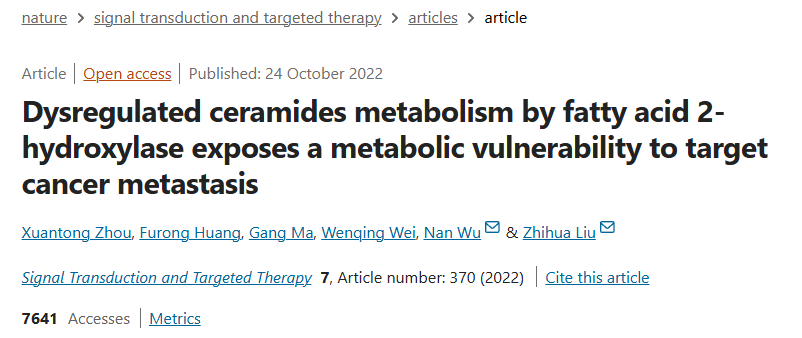 nature > signal transduction and targeted therapy > articles > article
Article | Open access | Published: 24 October 2022
Dysregulated ceramides metabolism by fatty acid 2-
hydroxylase exposes a metabolic vulnerability to target
cancer metastasis
Xuantong Zhou, Furong Huang, Gang Ma, Wenqing Wei, Nan Wu & Zhihua Liu
Signal Transduction and Targeted Therapy 7, Article number: 370 (2022) | Cite this article
7641 Accesses | Metrics